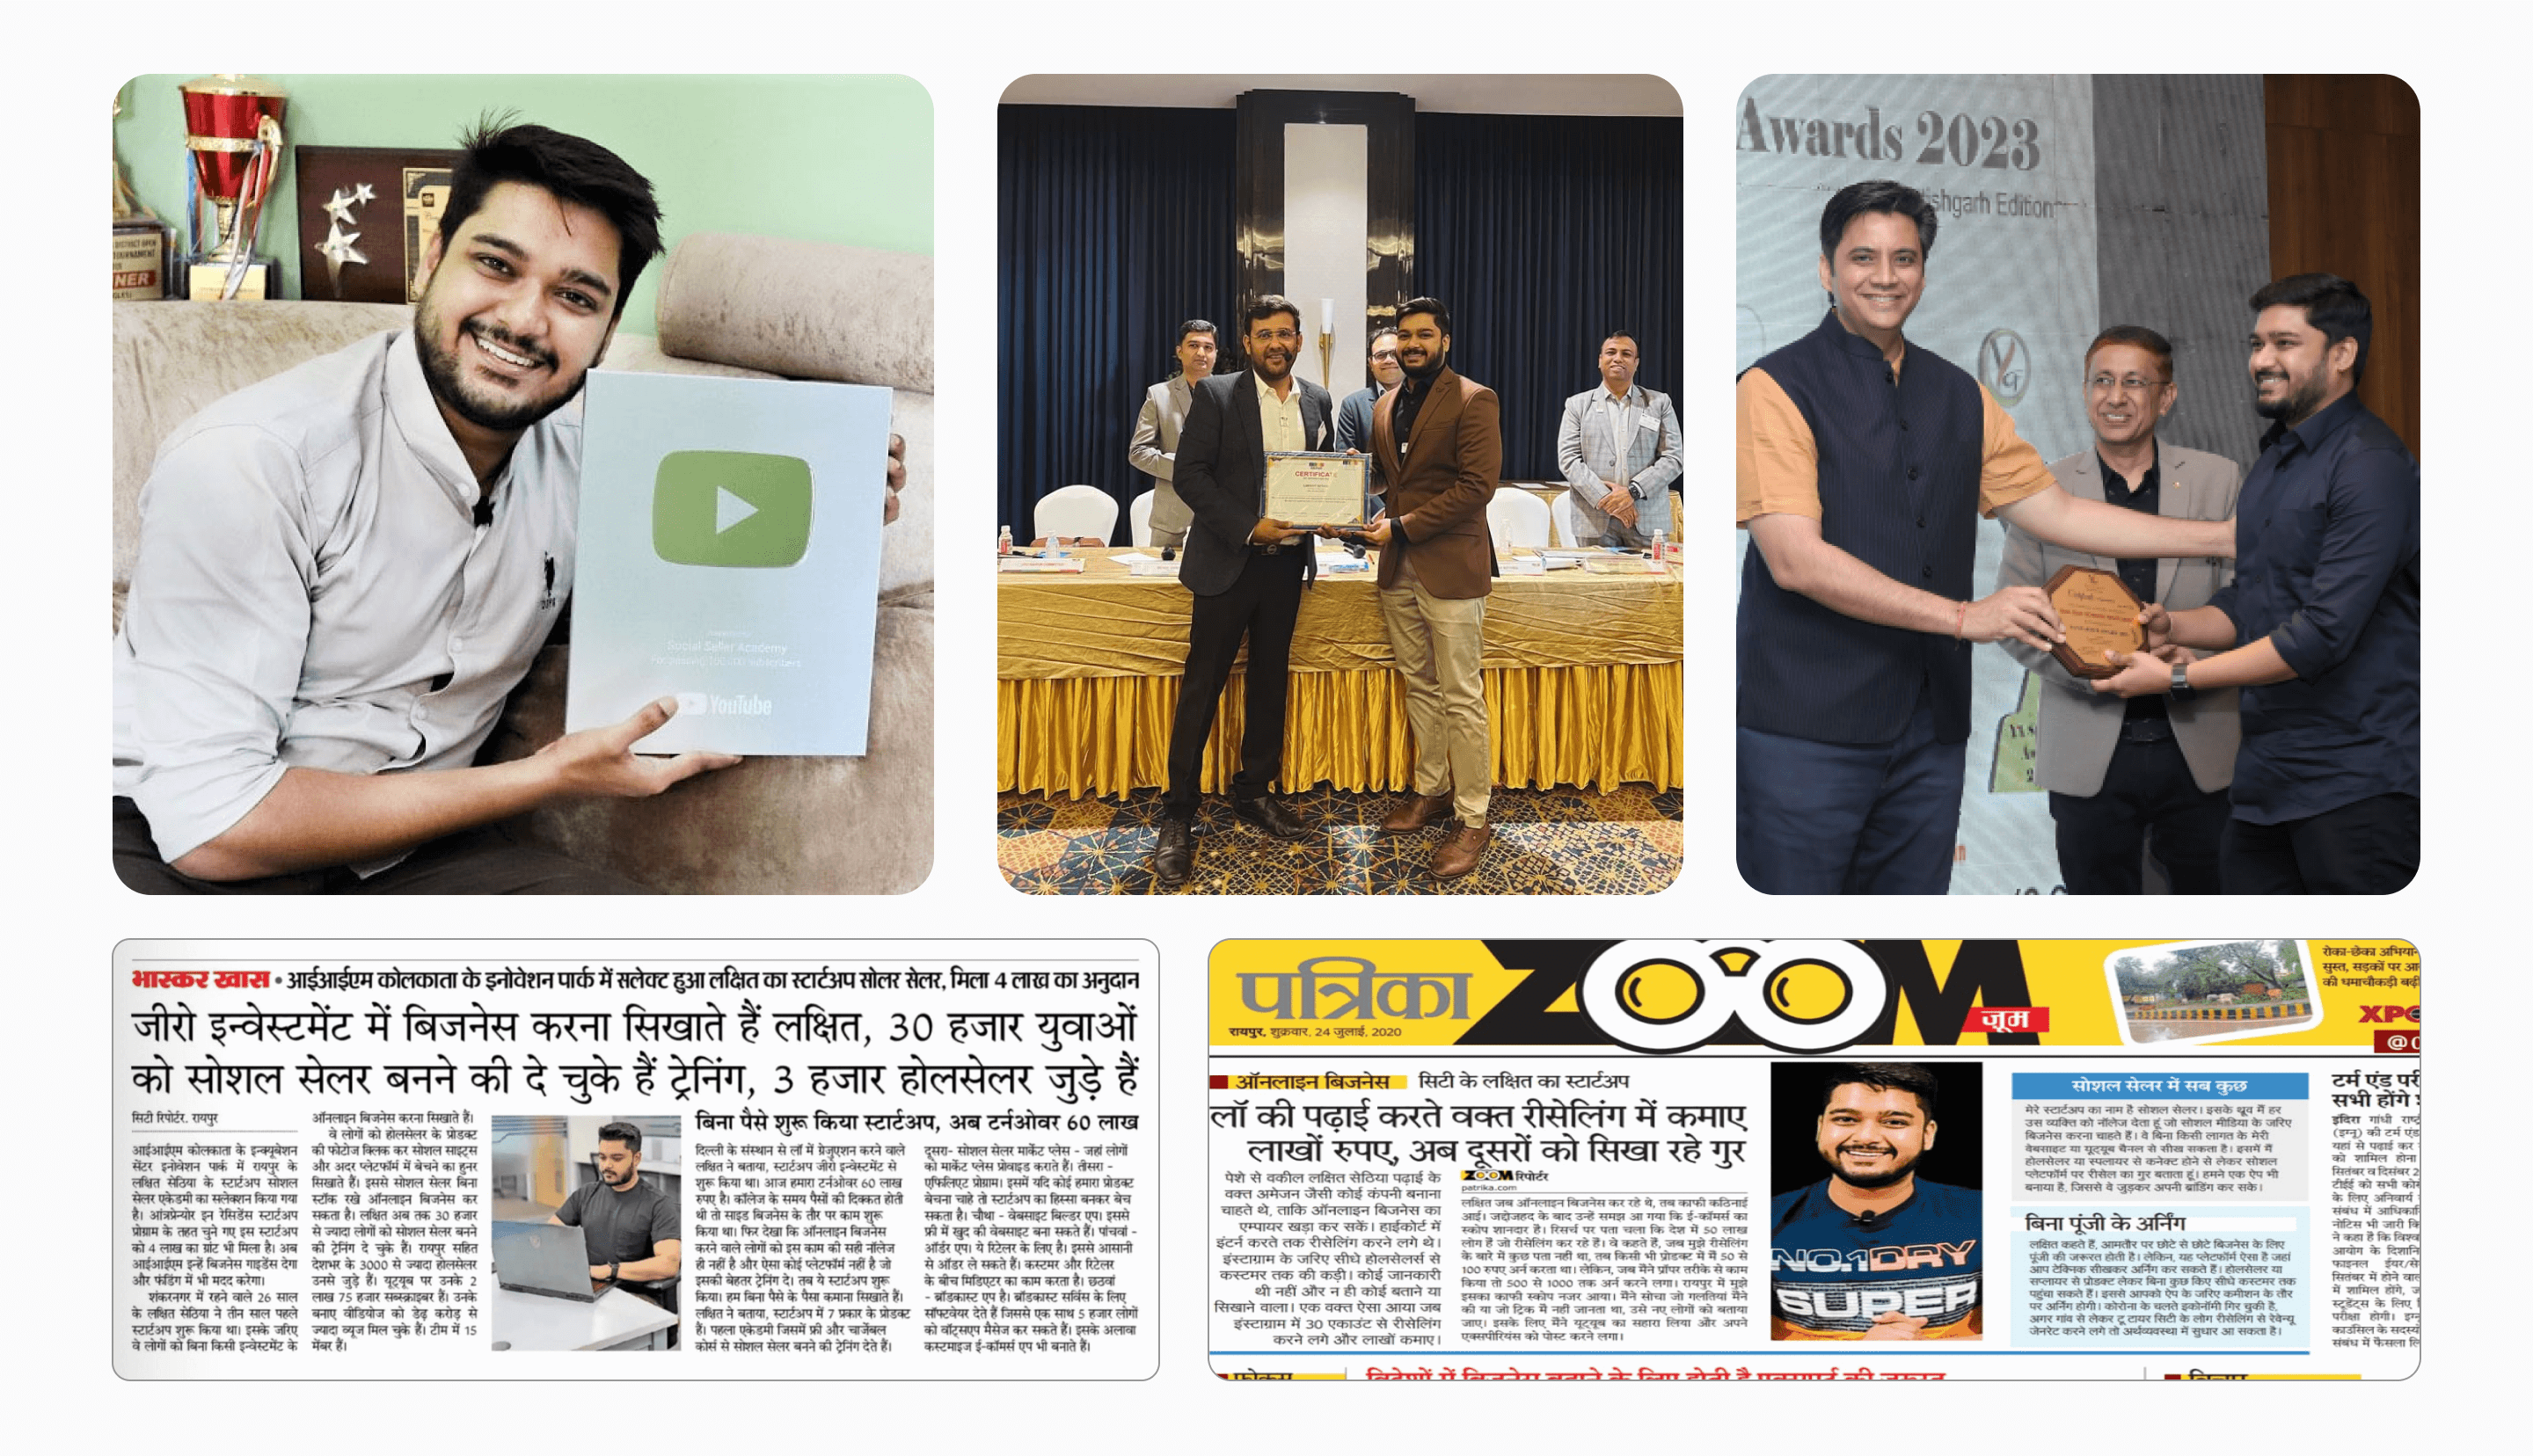 DISTRICT OPEN
TOURNAMENT
NER
Social Seller Academy
For passing 100,000 subscribers
YouTube
CERTIFICATE
Awards 2023
shgarh Edition
भास्कर खास • आईआईएम कोलकाता के इनोवेशन पार्क में सलेक्ट हुआ लक्षित का स्टार्टअप सोलर सेलर, मिला 4 लाख का अनुदान
जीरो इन्वेस्टमेंट में बिजनेस करना सिखाते हैं लक्षित, 30 हजार युवाओं
को सोशल सेलर बनने की दे चुके हैं ट्रेनिंग, 3 हजार होलसेलर जुड़े हैं
सिटी रिपोर्टर. रायपुर
आईआईएम कोलकाता के इन्क्यूबेशन
सेंटर इनोवेशन पार्क में रायपुर के
लक्षित सेठिया के स्टार्टअप सोशल
सेलर एकेडमी का सलेक्शन किया गया
है। आंत्रप्रेन्योर इन रेसिडेंस स्टार्टअप
प्रोग्राम के तहत चुने गए इस स्टार्टअप
को 4 लाख का ग्रांट भी मिला है। अब
आईआईएम इन्हें बिजनेस गाइडेंस देगा
और फंडिंग में भी मदद करेगा।
शंकरनगर में रहने वाले 26 साल
के लक्षित सेठिया ने तीन साल पहले
स्टार्टअप शुरू किया था। इसके जरिए
वे लोगों को बिना किसी इन्वेस्टमेंट के
ऑनलाइन बिजनेस करना सिखाते हैं।
वे लोगों को होलसेलर के प्रोडक्ट
की फोटोज क्लिक कर सोशल साइट्स
और अदर प्लेटफॉर्म में बेचने का हुनर
सिखाते हैं। इससे सोशल सेलर बिना
स्टॉक रखे ऑनलाइन बिजनेस कर
सकता है। लक्षित अब तक 30 हजार
से ज्यादा लोगों को सोशल सेलर बनने
की ट्रेनिंग दे चुके हैं। रायपुर सहित
देशभर के 3000 से ज्यादा होलसेलर
उनसे जुड़े हैं। यूट्यूब पर उनके 2
लाख 75 हजार सब्सक्राइबर हैं। उनके
बनाए वीडियोज को डेढ़ करोड़ से
ज्यादा व्यूज मिल चुके हैं। टीम में 15
मेंबर हैं।
बिना पैसे शुरू किया स्टार्टअप, अब टर्नओवर 60 लाख
दिल्ली के संस्थान से लॉ में ग्रेजुएशन करने वाले
लक्षित ने बताया, स्टार्टअप जीरो इन्वेस्टमेंट से
शुरू किया था। आज हमारा टर्नओवर 60 लाख
रुपए है। कॉलेज के समय पैसों की दिक्कत होती
थी तो साइड बिजनेस के तौर पर काम शुरू
किया था। फिर देखा कि ऑनलाइन बिजनेस
करने वाले लोगों को इस काम की सही नॉलेज
ही नहीं है और ऐसा कोई प्लेटफॉर्म नहीं है जो
इसकी बेहतर ट्रेनिंग दे। तब ये स्टार्टअप शुरू
किया। हम बिना पैसे के पैसा कमाना सिखाते हैं।
लक्षित ने बताया, स्टार्टअप में 7 प्रकार के प्रोडक्ट
हैं। पहला एकेडमी जिसमें फ्री और चार्जेबल
कोर्स से सोशल सेलर बनने की ट्रेनिंग देते हैं।
दूसरा- सोशल सेलर मार्केट प्लेस - जहां लोगों
को मार्केट प्लेस प्रोवाइड कराते हैं। तीसरा -
एफिलिएट प्रोग्राम। इसमें यदि कोई हमारा प्रोडक्ट
बेचना चाहे तो स्टार्टअप का हिस्सा बनकर बेच
सकता है। चौथा - वेबसाइट बिल्डर एप। इससे
फ्री में खुद की वेबसाइट बना सकते हैं। पांचवां -
ऑर्डर एप। ये रिटेलर के लिए है। इससे आसानी
से ऑडर ले सकते हैं। कस्टमर और रिटेलर
के बीच मिडिएटर का काम करता है। छठवां
- ब्रॉडकास्ट एप है। ब्रॉडकास्ट सर्विस के लिए
सॉफ्टवेयर देते हैं जिससे एक साथ 5 हजार लोगों
को वॉट्सएप मैसेज कर सकते हैं। इसके अलावा
कस्टमाइज ई-कॉमर्स एप भी बनाते हैं।
पत्रिका ZOOM
ज़ूम
रायपुर, शुक्रवार, 24 जुलाई, 2020
रोका-छेका अभियान
सुस्त, सड़कों पर आ
की धमाचौकड़ी बढ़ी
XPO
ऑनलाइन बिजनेस सिटी के लक्षित का स्टार्टअप
लॉ की पढ़ाई करते वक्त रीसेलिंग में कमाए
लाखों रुपए, अब दूसरों को सिखा रहे गुर
पेशे से वकील लक्षित सेठिया पढ़ाई के
वक्त अमेजन जैसी कोई कंपनी बनाना
चाहते थे, ताकि ऑनलाइन बिजनेस का
एम्पायर खड़ा कर सकें। हाईकोर्ट में
इंटर्न करते तक रीसेलिंग करने लगे थे।
इंस्टाग्राम के जरिए सीधे होलसेलर्स से
कस्टमर तक की कड़ी। कोई जानकारी
थी नहीं और न ही कोई बताने या
सिखाने वाला। एक वक्त ऐसा आया जब
इंस्टाग्राम में 30 एकाउंट से रीसेलिंग
करने लगे और लाखों कमाए।
ZOOM रिपोर्टर
patrika.com
लक्षित जब ऑनलाइन बिजनेस कर रहे थे, तब काफी कठिनाई
आई। जद्दोजहद के बाद उन्हें समझ आ गया कि ई-कॉमर्स का
स्कोप शानदार है। रिसर्च पर पता चला कि देश में 50 लाख
लोग हैं जो रीसेलिंग कर रहे हैं। वे कहते हैं, जब मुझे रीसेलिंग
के बारे में कुछ पता नहीं था, तब किसी भी प्रोडक्ट में मैं 50 से
100 रुपए अर्न करता था। लेकिन, जब मैंने प्रॉपर तरीके से काम
किया तो 500 से 1000 तक अर्न करने लगा। रायपुर में मुझे
इसका काफी स्कोप नजर आया। मैंने सोचा जो गलतियां मैंने
की या जो ट्रिक मैं नहीं जानता था, उसे नए लोगों को बताया
जाए। इसके लिए मैंने यूट्यूब का सहारा लिया और अपने
एक्सपीरियंस को पोस्ट करने लगा।
NO.1 DRY
SUPER
सोशल सेलर में सब कुछ
मेरे स्टार्टअप का नाम है सोशल सेलर। इसके थ्रूव मैं हर
उस व्यक्ति को नॉलेज देता हूं जो सोशल मीडिया के जरिए
बिजनेस करना चाहते हैं। वे बिना किसी लागत के मेरी
वेबसाइट या यूट्यूब चैनल से सीख सकता है। इसमें मैं
होलसेलर या सप्लायर से कनेक्ट होने से लेकर सोशल
प्लेटफॉर्म पर रीसेल का गुर बताता हूं। हमने एक ऐप भी
बनाया है, जिससे वे जुड़कर अपनी ब्रांडिंग कर सके।
बिना पूंजी के अर्निंग
लक्षित कहते हैं, आमतौर पर छोटे से छोटे बिजनेस के लिए
पूंजी की जरूरत होती है। लेकिन, यह प्लेटफॉर्म ऐसा है जहां
आप टेक्निक सीखकर अर्निंग कर सकते हैं। होलसेलर या
सप्लायर से प्रोडक्ट लेकर बिना कुछ किए सीधे कस्टमर तक
पहुंचा सकते हैं। इससे आपको ऐप के जरिए कमीशन के तौर
पर अर्निंग होगी। कोरोना के चलते इकोनॉमी गिर चुकी है,
अगर गांव से लेकर टू टायर सिटी के लोग रीसेलिंग से रेवेन्यू
जेनरेट करने लगे तो अर्थव्यवस्था में सुधार आ सकता है।
टर्म एंड परी
सभी होंगे
इंदिरा गांधी राष्ट्
(इग्नू) की टर्म एंड
यहां से पढ़ाई कर
को शामिल होना
सितंबर व दिसंबर 2
टीईई को सभी कोर्स
के लिए अनिवार्य
संबंध में आधिकारि
नोटिस भी जारी कि
ने कहा है कि विश्व
आयोग के दिशानि
फाइनल ईयर/से
सितंबर में होने वाल
में शामिल होंगे, ज
स्टूडेंट्स के लिए
परीक्षा होगी। इग्नू
काउंसिल के सदस्यों
संबंध में फैसला लि
फोकस
विदेशों में बिजनेस बढ़ाने के लिए होती है एक्सपर्ट की जरूरत